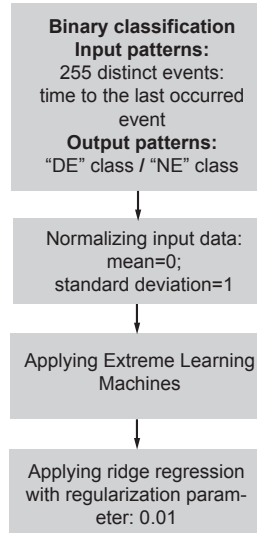 Binary classification
Input patterns:
255 distinct events:
time to the last occurred
event
Output patterns:
“DE” class / “NE” class
Normalizing input data:
mean=0;
standard deviation=1
Applying Extreme Learning
Machines
Applying ridge regression
with regularization param-
eter: 0.01